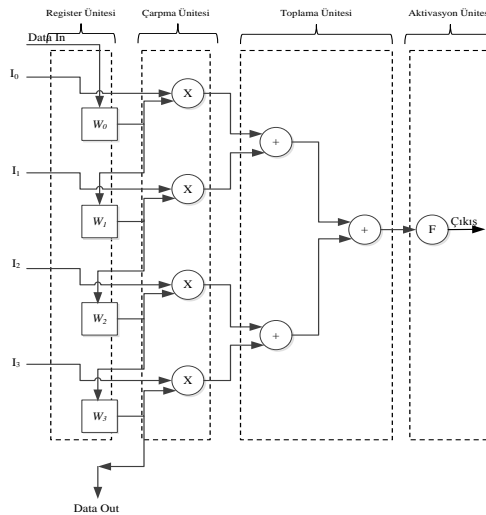 Register Ünitesi Çarpma Ünitesi Toplama Ünitesi Aktivasyon Ünitesi
Data In
I0
X
W0
+
I1
X
W1
+
F
Çıkış
I2
X
W2
+
I3
X
W3
Data Out